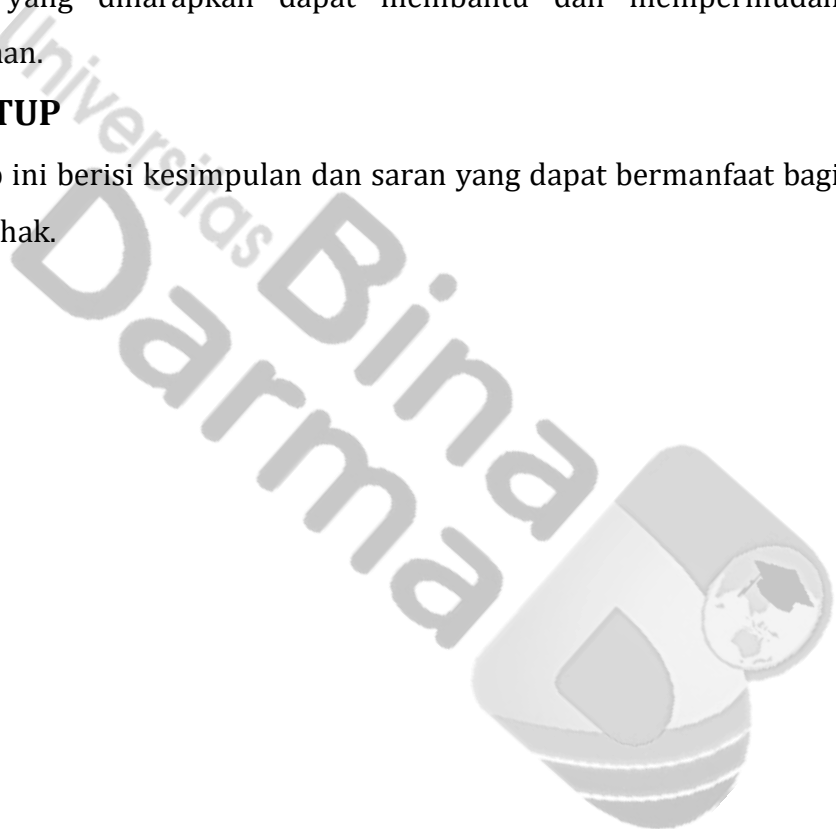 yang diharapkan dapat membantu dan mempermudah
an.
TUP
ini berisi kesimpulan dan saran yang dapat bermanfaat bagi
hak.
Universitas
Bina
Darma